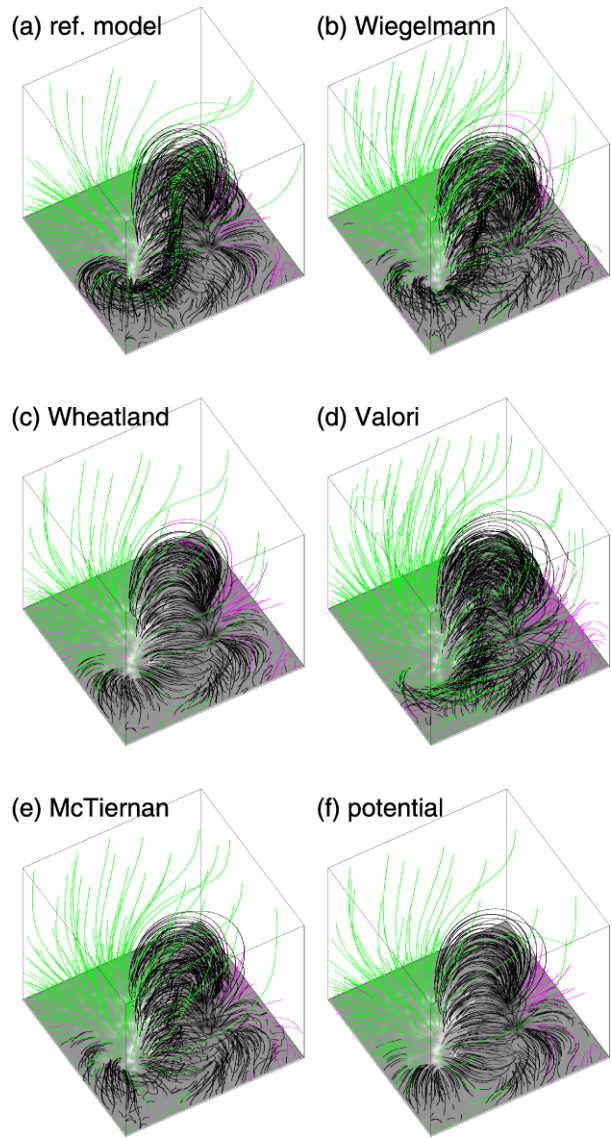 (a) ref. model
(b) Wiegelmann
(c) Wheatland
(d) Valori
(e) McTiernan
(f) potential